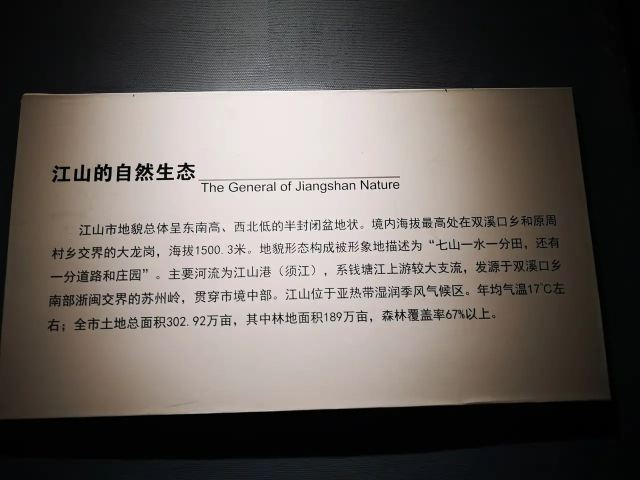 江山的自然生态
The General of Jiangshan Nature
江山市地貌总体呈东南高、西北低的半封闭盆地状。境内海拔最高处在双溪口乡和原周
村乡交界的大龙岗，海拔1500.3米。地貌形态构成被形象地描述为“七山一水一分田，还有
一分道路和庄园”。主要河流为江山港（须江），系钱塘江上游较大支流，发源于双溪口乡
南部浙闽交界的苏州岭，贯穿市境中部。江山位于亚热带湿润季风气候区。年均气温17℃左
右；全市土地总面积302.92万亩，其中林地面积189万亩，森林覆盖率67%以上。